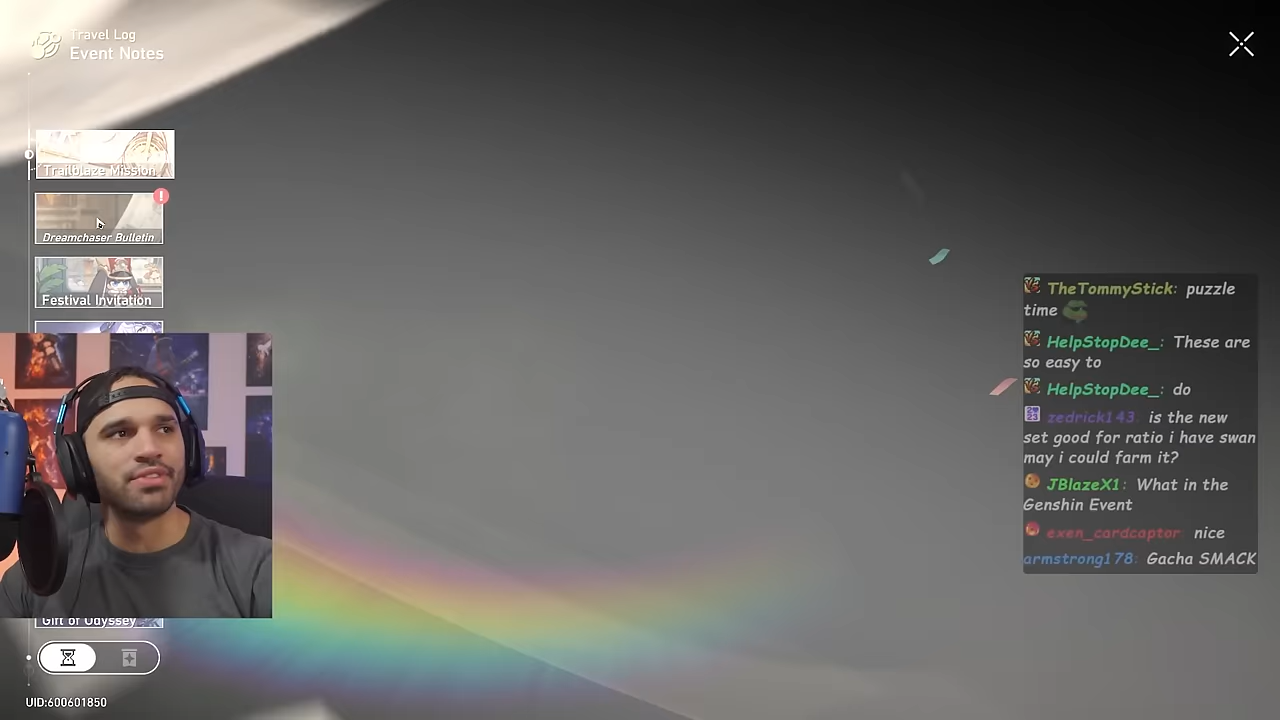 Travel Log
Event Notes
Trailblaze Mission
Dreamchaser Bulletin
Festival Invitation
Gift of Odyssey
UID:600601850
TheTommyStick: puzzle
time
HelpStopDee_: These are
so easy to
HelpStopDee_: do
zedrick143: is the new
set good for ratio i have swan
may i could farm it?
JBlazeX1: What in the
Genshin Event
exen_cardcaptor: nice
armstrong178: Gacha SMACK